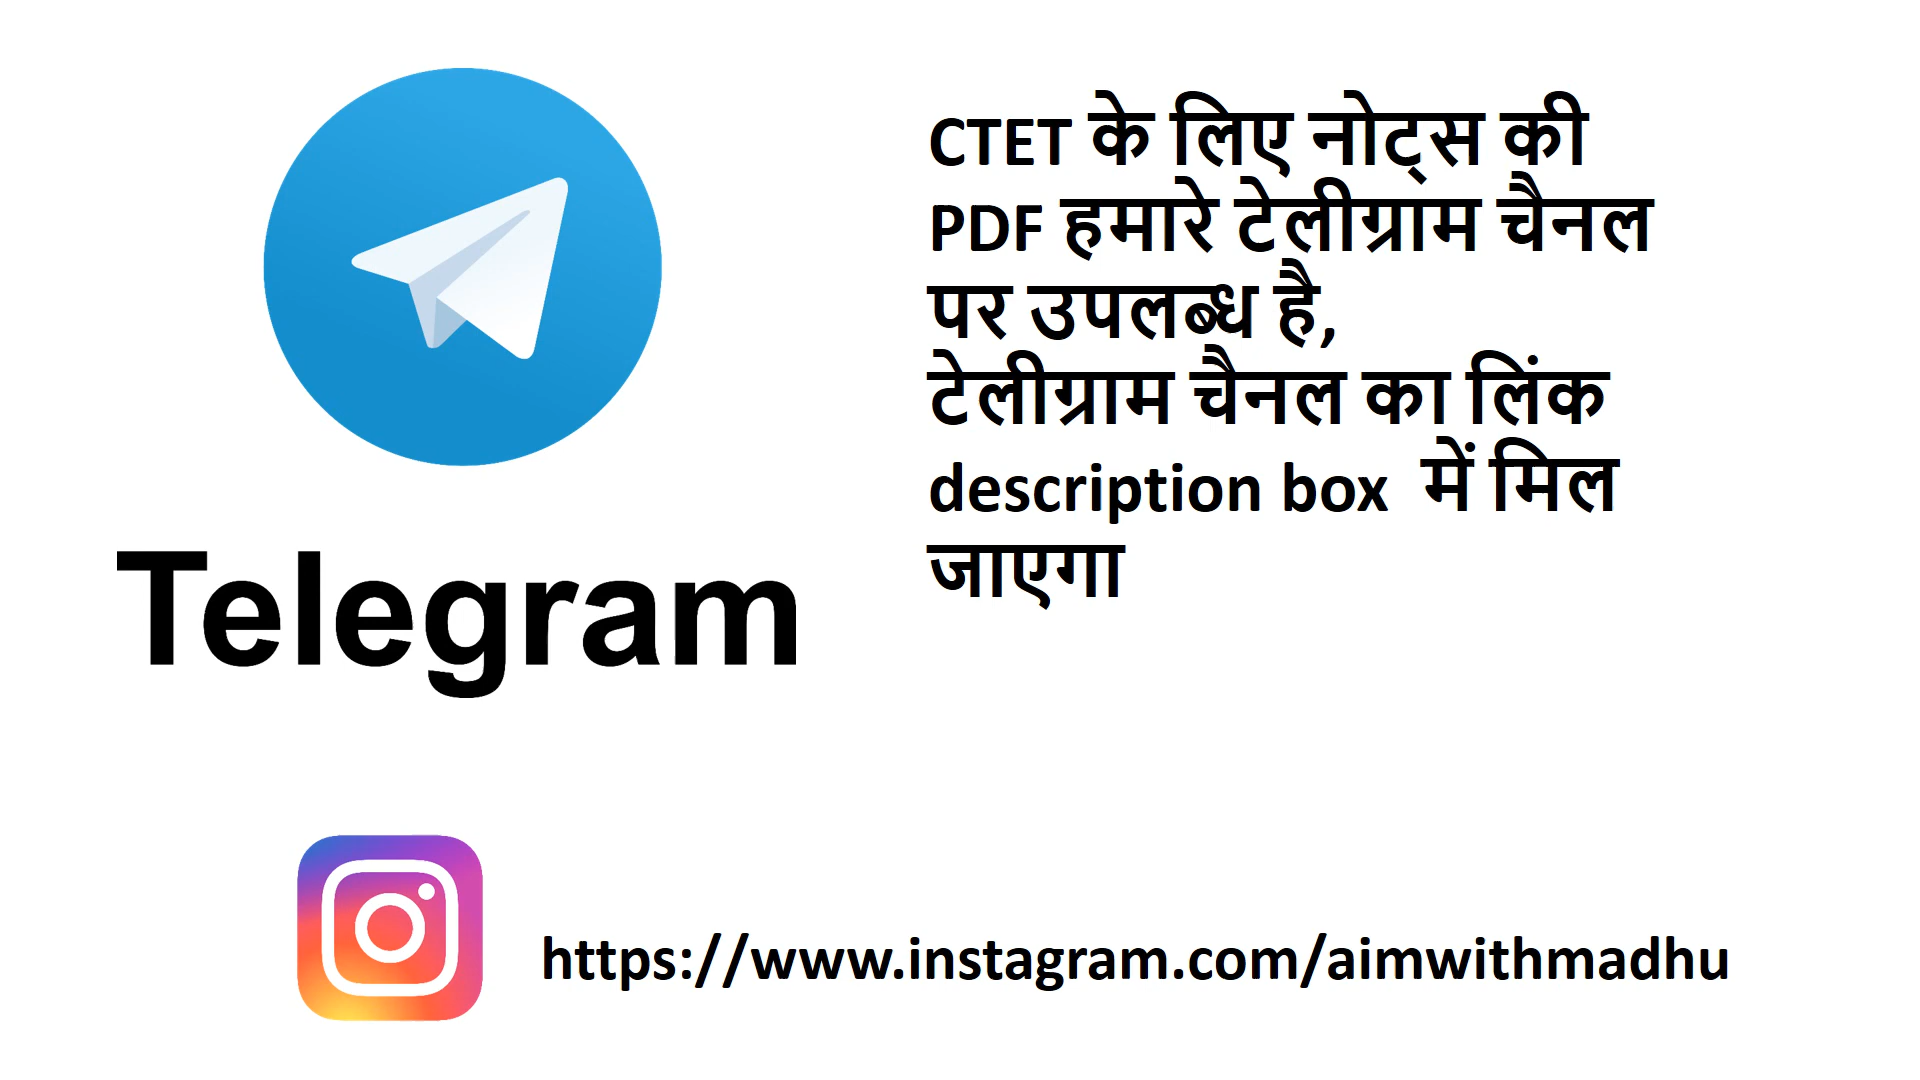 CTET के लिए नोट्स की
PDF हमारे टेलीग्राम चैनल
पर उपलब्ध है,
टेलीग्राम चैनल का लिंक
description box में मिल
जाएगा
Telegram
https://www.instagram.com/aimwithmadhu